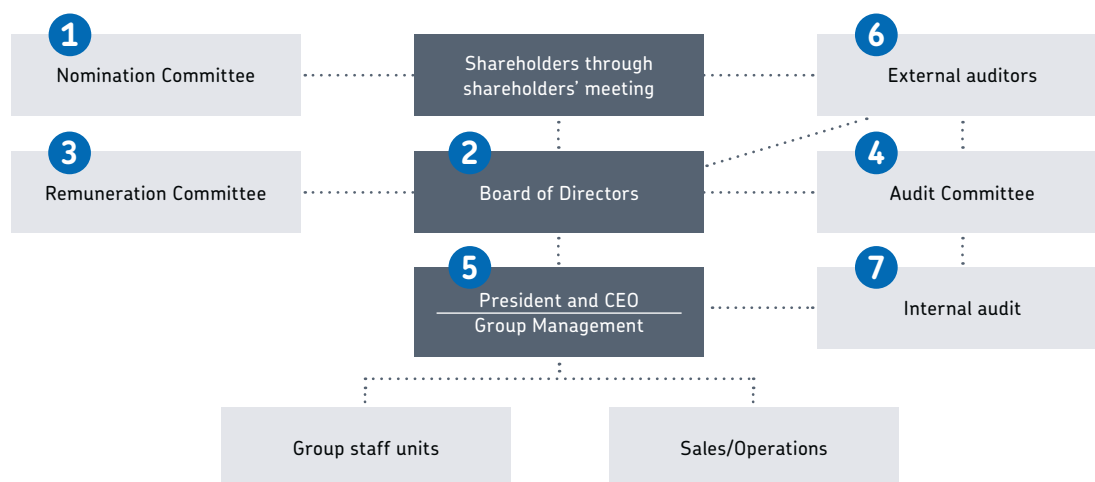 1
Nomination Committee
Shareholders through
shareholders’ meeting
6
External auditors
3
Remuneration Committee
2
Board of Directors
4
Audit Committee
5
President and CEO
Group Management
7
Internal audit
Group staff units
Sales/Operations